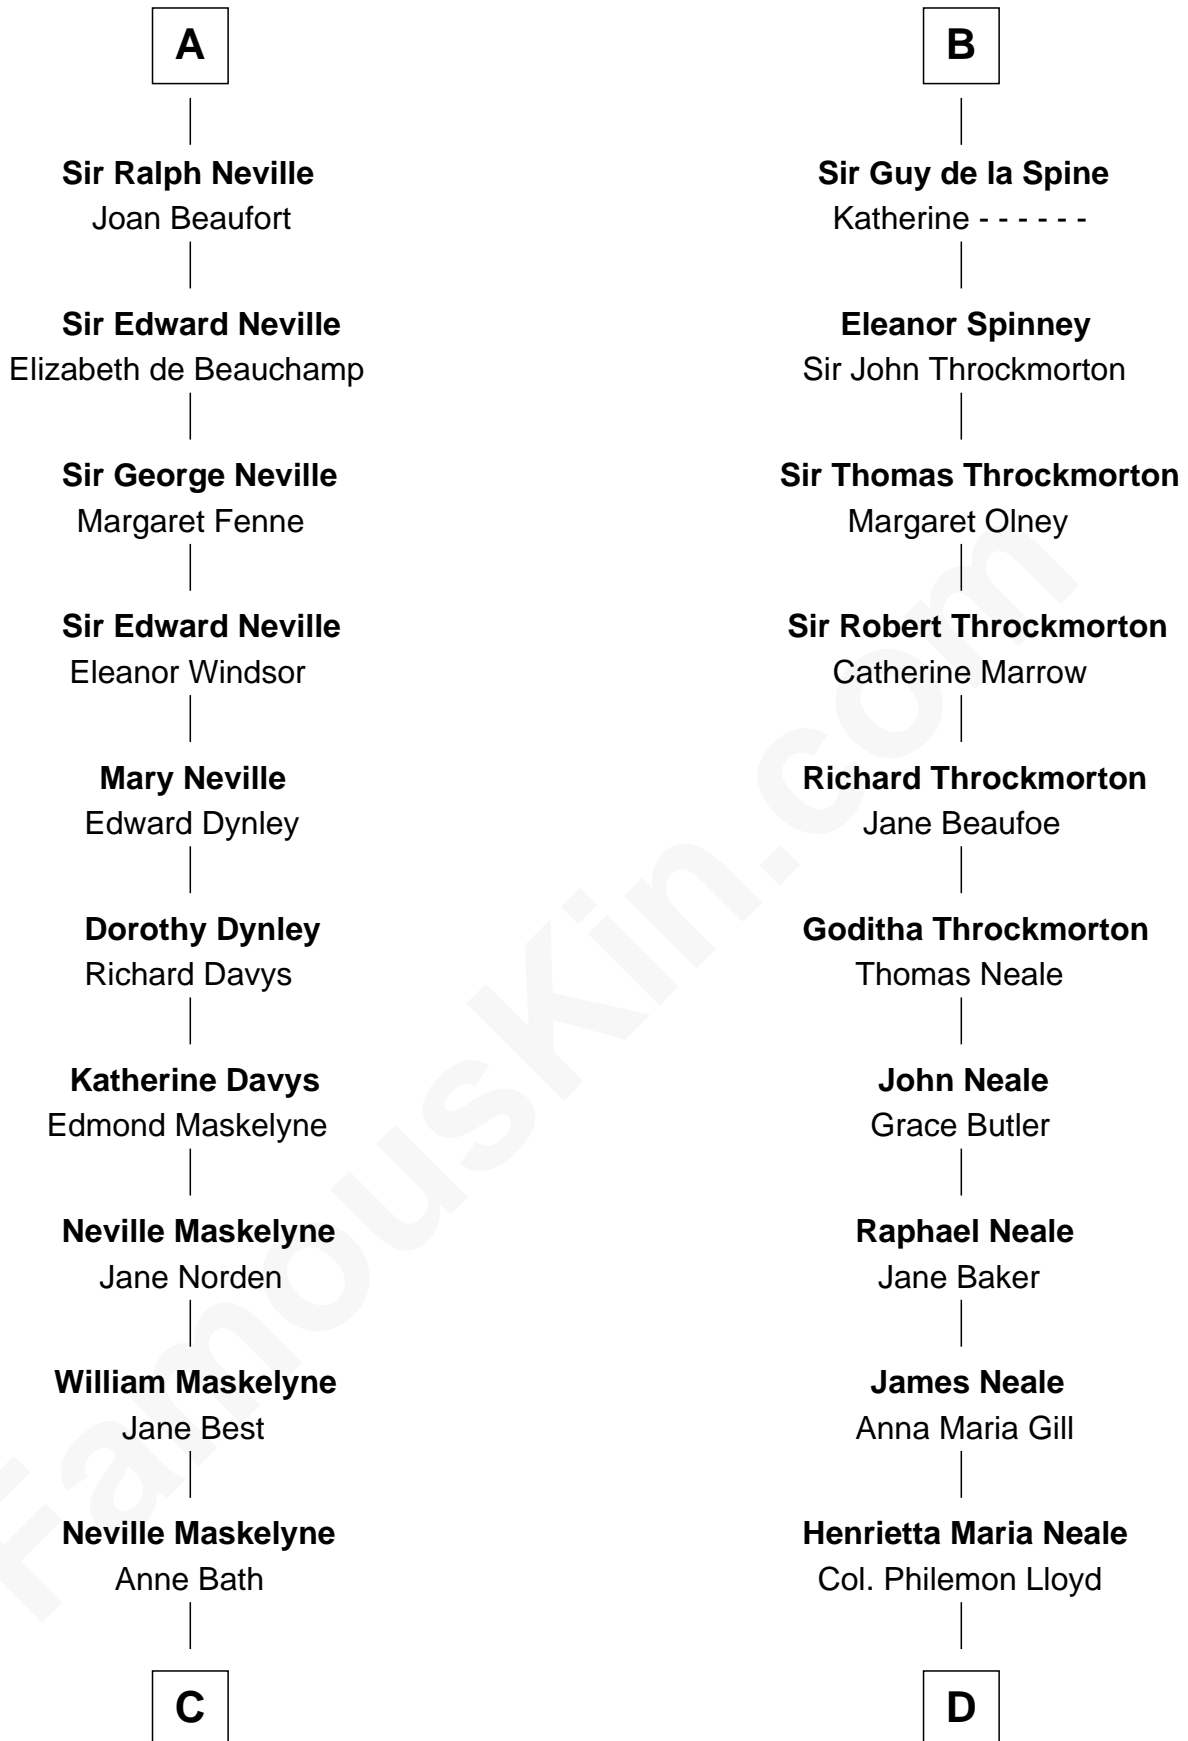 A
Sir Ralph Neville
Joan Beaufort
Sir Edward Neville
Elizabeth de Beauchamp
Sir George Neville
Margaret Fenne
Sir Edward Neville
Eleanor Windsor
Mary Neville
Edward Dynley
Dorothy Dynley
Richard Davys
Katherine Davys
Edmond Maskelyne
Neville Maskelyne
Jane Norden
William Maskelyne
Jane Best
Neville Maskelyne
Anne Bath
C
B
Sir Guy de la Spine
Katherine - - - - - -
Eleanor Spinney
Sir John Throckmorton
Sir Thomas Throckmorton
Margaret Olney
Sir Robert Throckmorton
Catherine Marrow
Richard Throckmorton
Jane Beaufoe
Goditha Throckmorton
Thomas Neale
John Neale
Grace Butler
Raphael Neale
Jane Baker
James Neale
Anna Maria Gill
Henrietta Maria Neale
Col. Philemon Lloyd
D
FamousKin.com